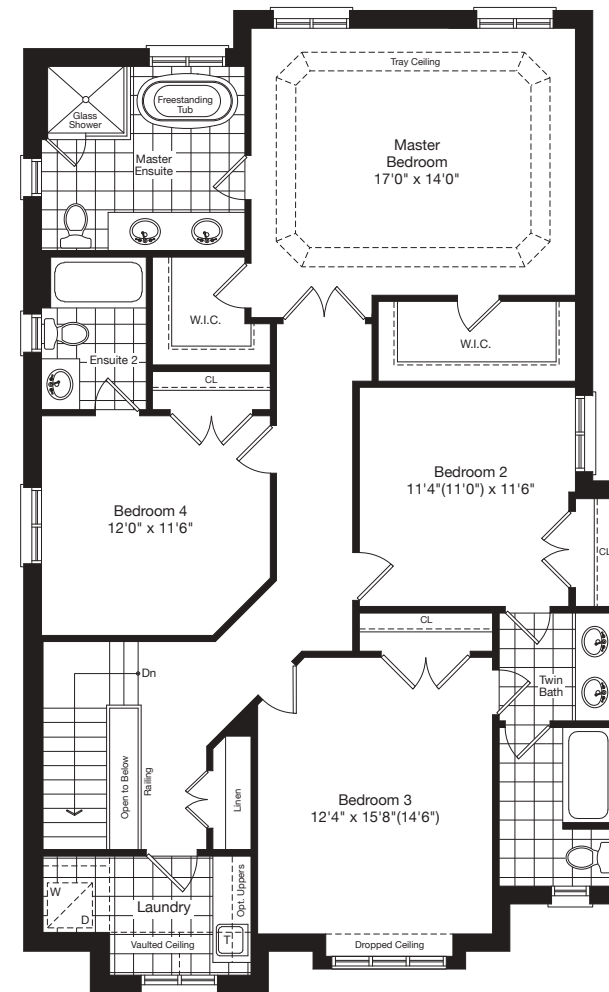 Tray Ceiling
Glass
Shower
Freestanding
Tub
Master
Ensuite
Master
Bedroom
17'0" x 14'0"
W.I.C.
W.I.C.
Ensuite 2
CL
Bedroom 4
12'0" x 11'6"
Bedroom 2
11'4"(11'0") x 11'6"
CL
CL
Twin
Bath
Dn
Open to Below
Railing
Linen
Bedroom 3
12'4" x 15'8"(14'6")
W
D
Laundry
Opt. Uppers
T
Vaulted Ceiling
Dropped Ceiling